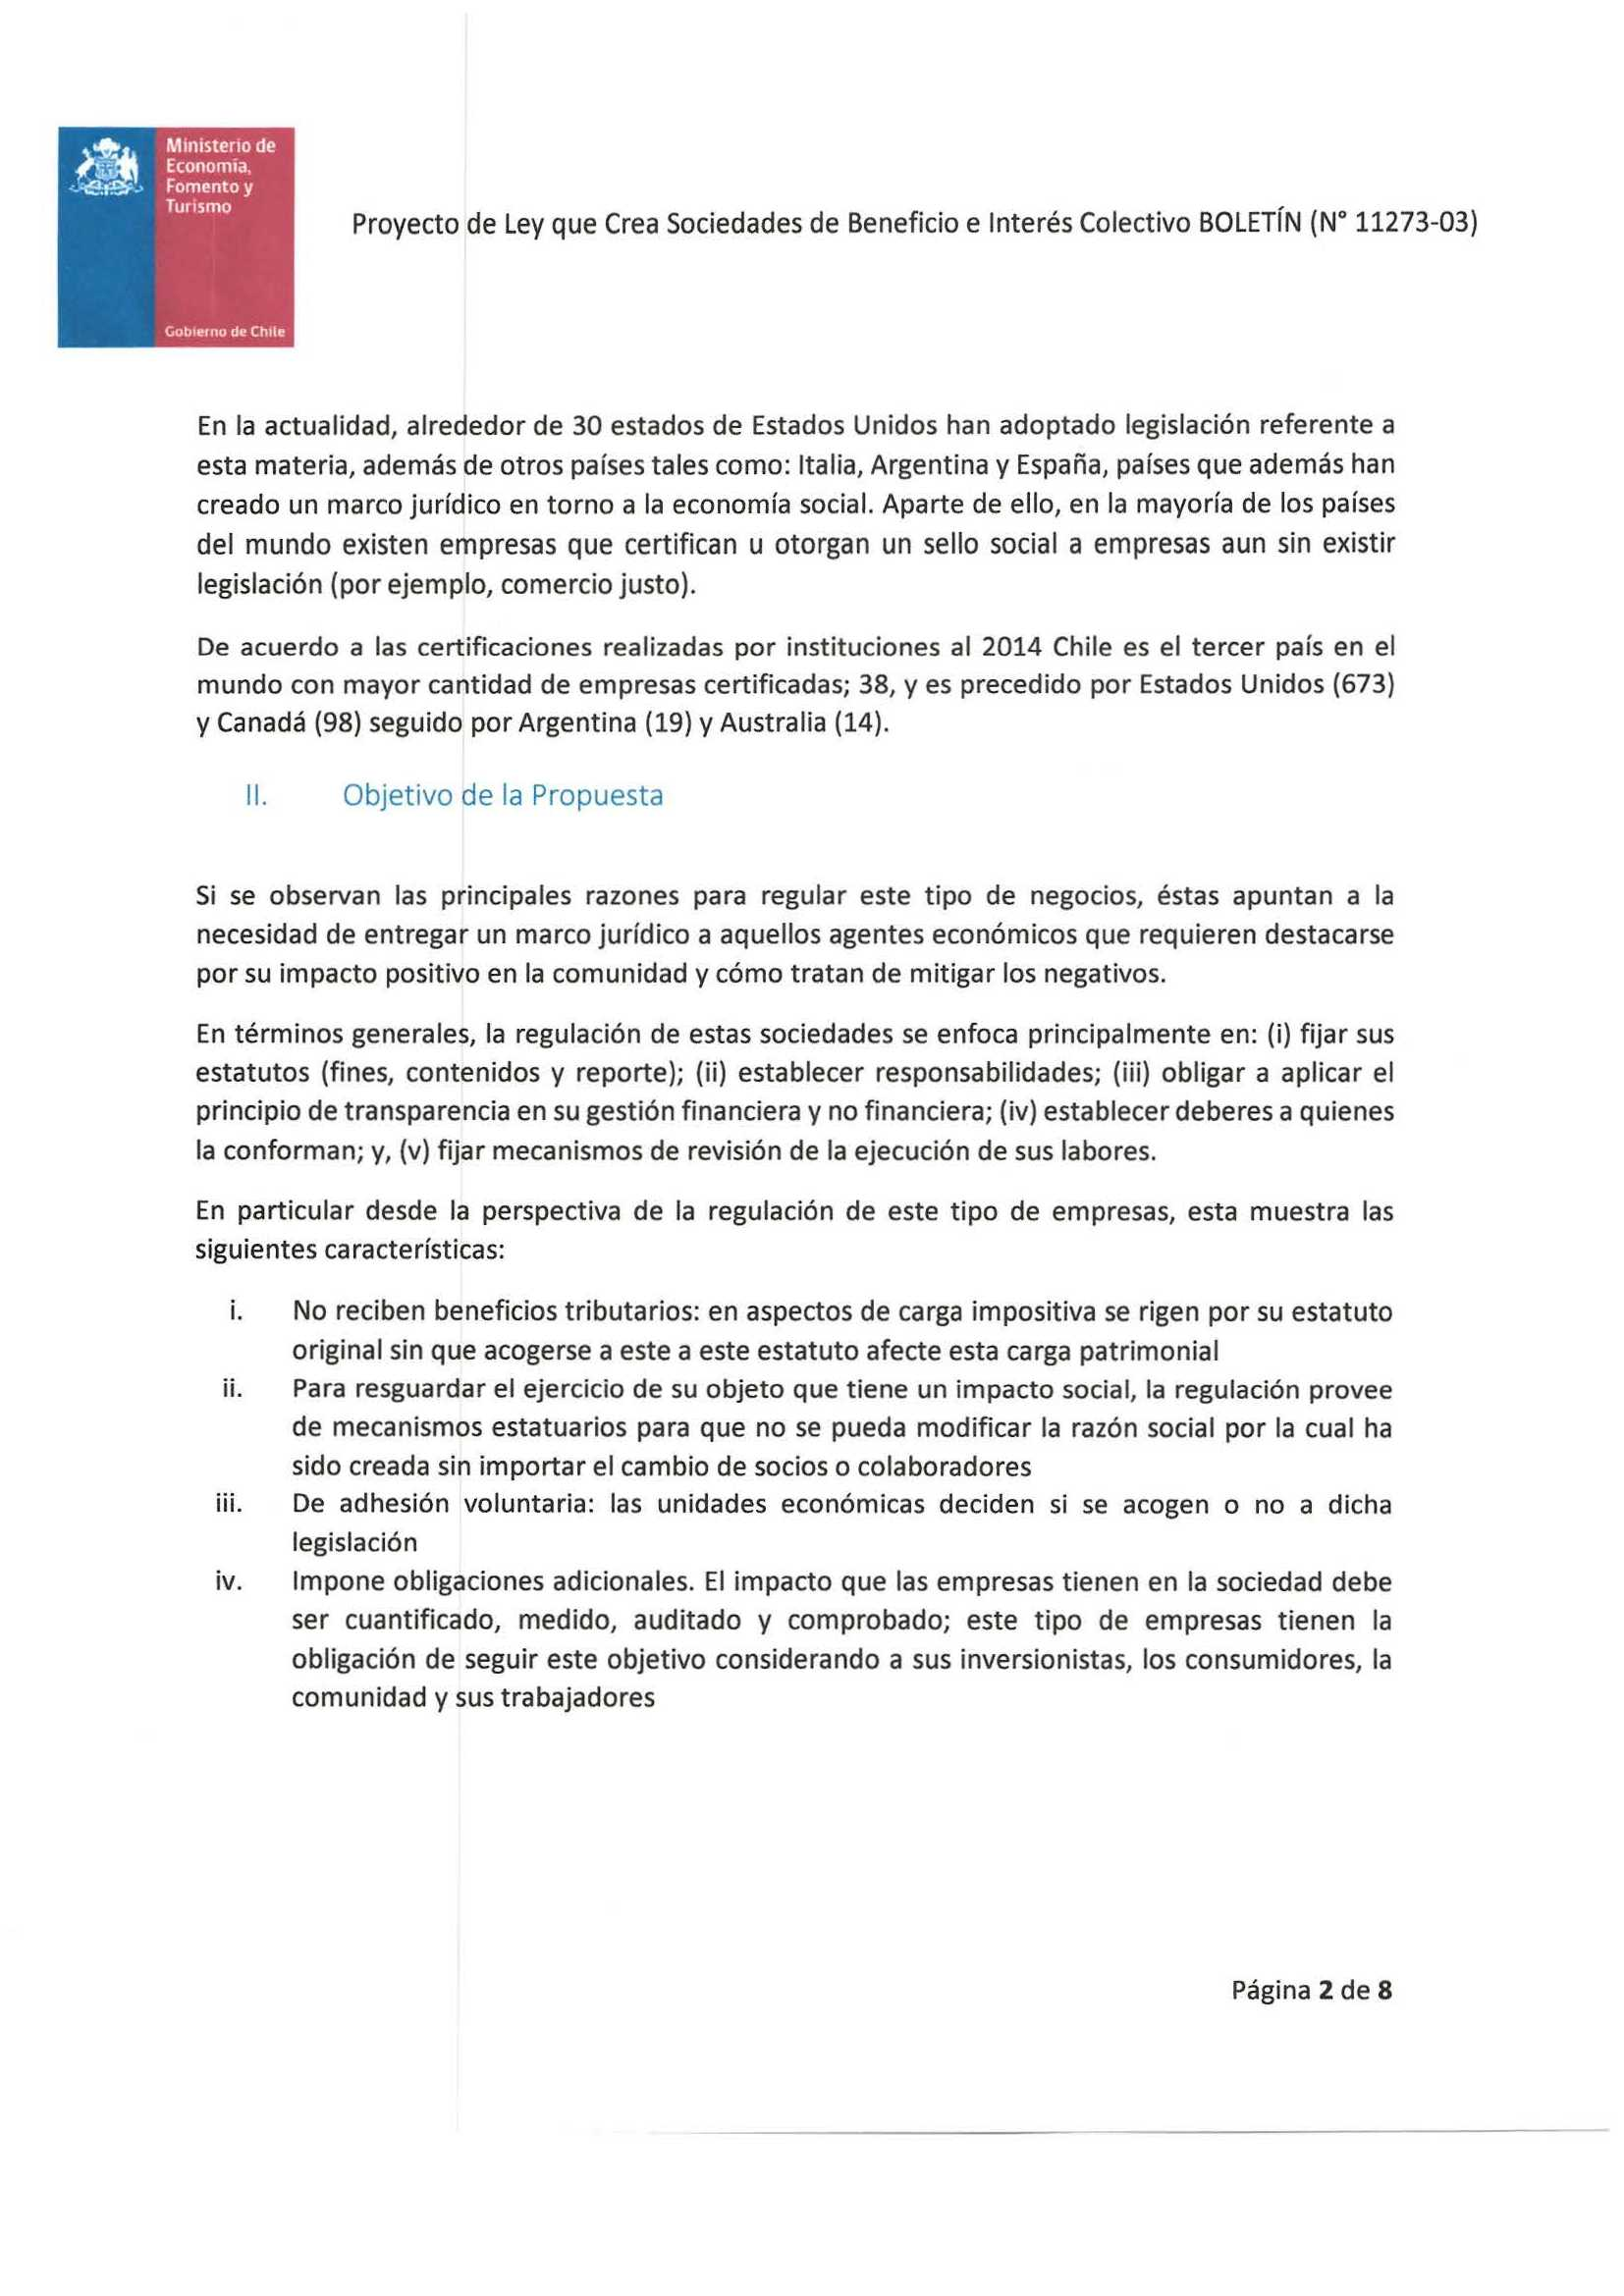 Ministerio de
Economía,
Fomento y
Turismo
Gobierno de Chile
Proyecto de Ley que Crea Sociedades de Beneficio e Interés Colectivo BOLETÍN (N° 11273-03)
En la actualidad, alrededor de 30 estados de Estados Unidos han adoptado legislación referente a
esta materia, además de otros países tales como: Italia, Argentina y España, países que además han
creado un marco jurídico en torno a la economía social. Aparte de ello, en la mayoría de los países
del mundo existen empresas que certifican u otorgan un sello social a empresas aun sin existir
legislación (por ejemplo, comercio justo).
De acuerdo a las certificaciones realizadas por instituciones al 2014 Chile es el tercer país en el
mundo con mayor cantidad de empresas certificadas; 38, y es precedido por Estados Unidos (673)
y Canadá (98) seguido por Argentina (19) y Australia (14).
II. Objetivo de la Propuesta
Si se observan las principales razones para regular este tipo de negocios, éstas apuntan a la
necesidad de entregar un marco jurídico a aquellos agentes económicos que requieren destacarse
por su impacto positivo en la comunidad y cómo tratan de mitigar los negativos.
En términos generales, la regulación de estas sociedades se enfoca principalmente en: (i) fijar sus
estatutos (fines, contenidos y reporte); (ii) establecer responsabilidades; (iii) obligar a aplicar el
principio de transparencia en su gestión financiera y no financiera; (iv) establecer deberes a quienes
la conforman; y, (v) fijar mecanismos de revisión de la ejecución de sus labores.
En particular desde la perspectiva de la regulación de este tipo de empresas, esta muestra las
siguientes características:
i. No reciben beneficios tributarios: en aspectos de carga impositiva se rigen por su estatuto
original sin que acogerse a este a este estatuto afecte esta carga patrimonial
ii. Para resguardar el ejercicio de su objeto que tiene un impacto social, la regulación provee
de mecanismos estatuarios para que no se pueda modificar la razón social por la cual ha
sido creada sin importar el cambio de socios o colaboradores
iii. De adhesión voluntaria: las unidades económicas deciden si se acogen o no a dicha
legislación
iv. Impone obligaciones adicionales. El impacto que las empresas tienen en la sociedad debe
ser cuantificado, medido, auditado y comprobado; este tipo de empresas tienen la
obligación de seguir este objetivo considerando a sus inversionistas, los consumidores, la
comunidad y sus trabajadores
Página 2 de 8